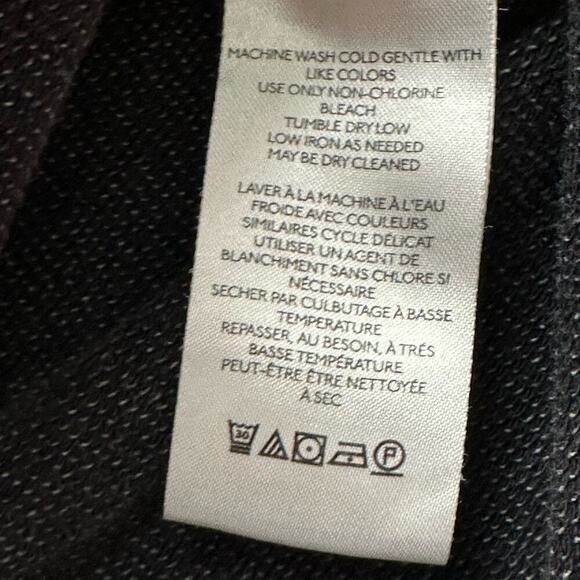 MACHINE WASH COLD GENTLE WITH
LIKE COLORS
USE ONLY NON-CHLORINE
BLEACH
TUMBLE DRY LOW
LOW IRON AS NEEDED
MAY BE DRY CLEANED
LAVER À LA MACHINE À L'EAU
FROIDE AVEC COULEURS
SIMILAIRES CYCLE DÉLICAT
UTILISER UN AGENT DE
BLANCHIMENT SANS CHLORE SI
NÉCESSAIRE
SECHER PAR CULBUTAGE À BASSE
TEMPERATURE
REPASSER, AU BESOIN, À TRÉS
BASSE TEMPÉRATURE
PEUT-ÊTRE ÊTRE NETTOYÉE
À SEC
30 P